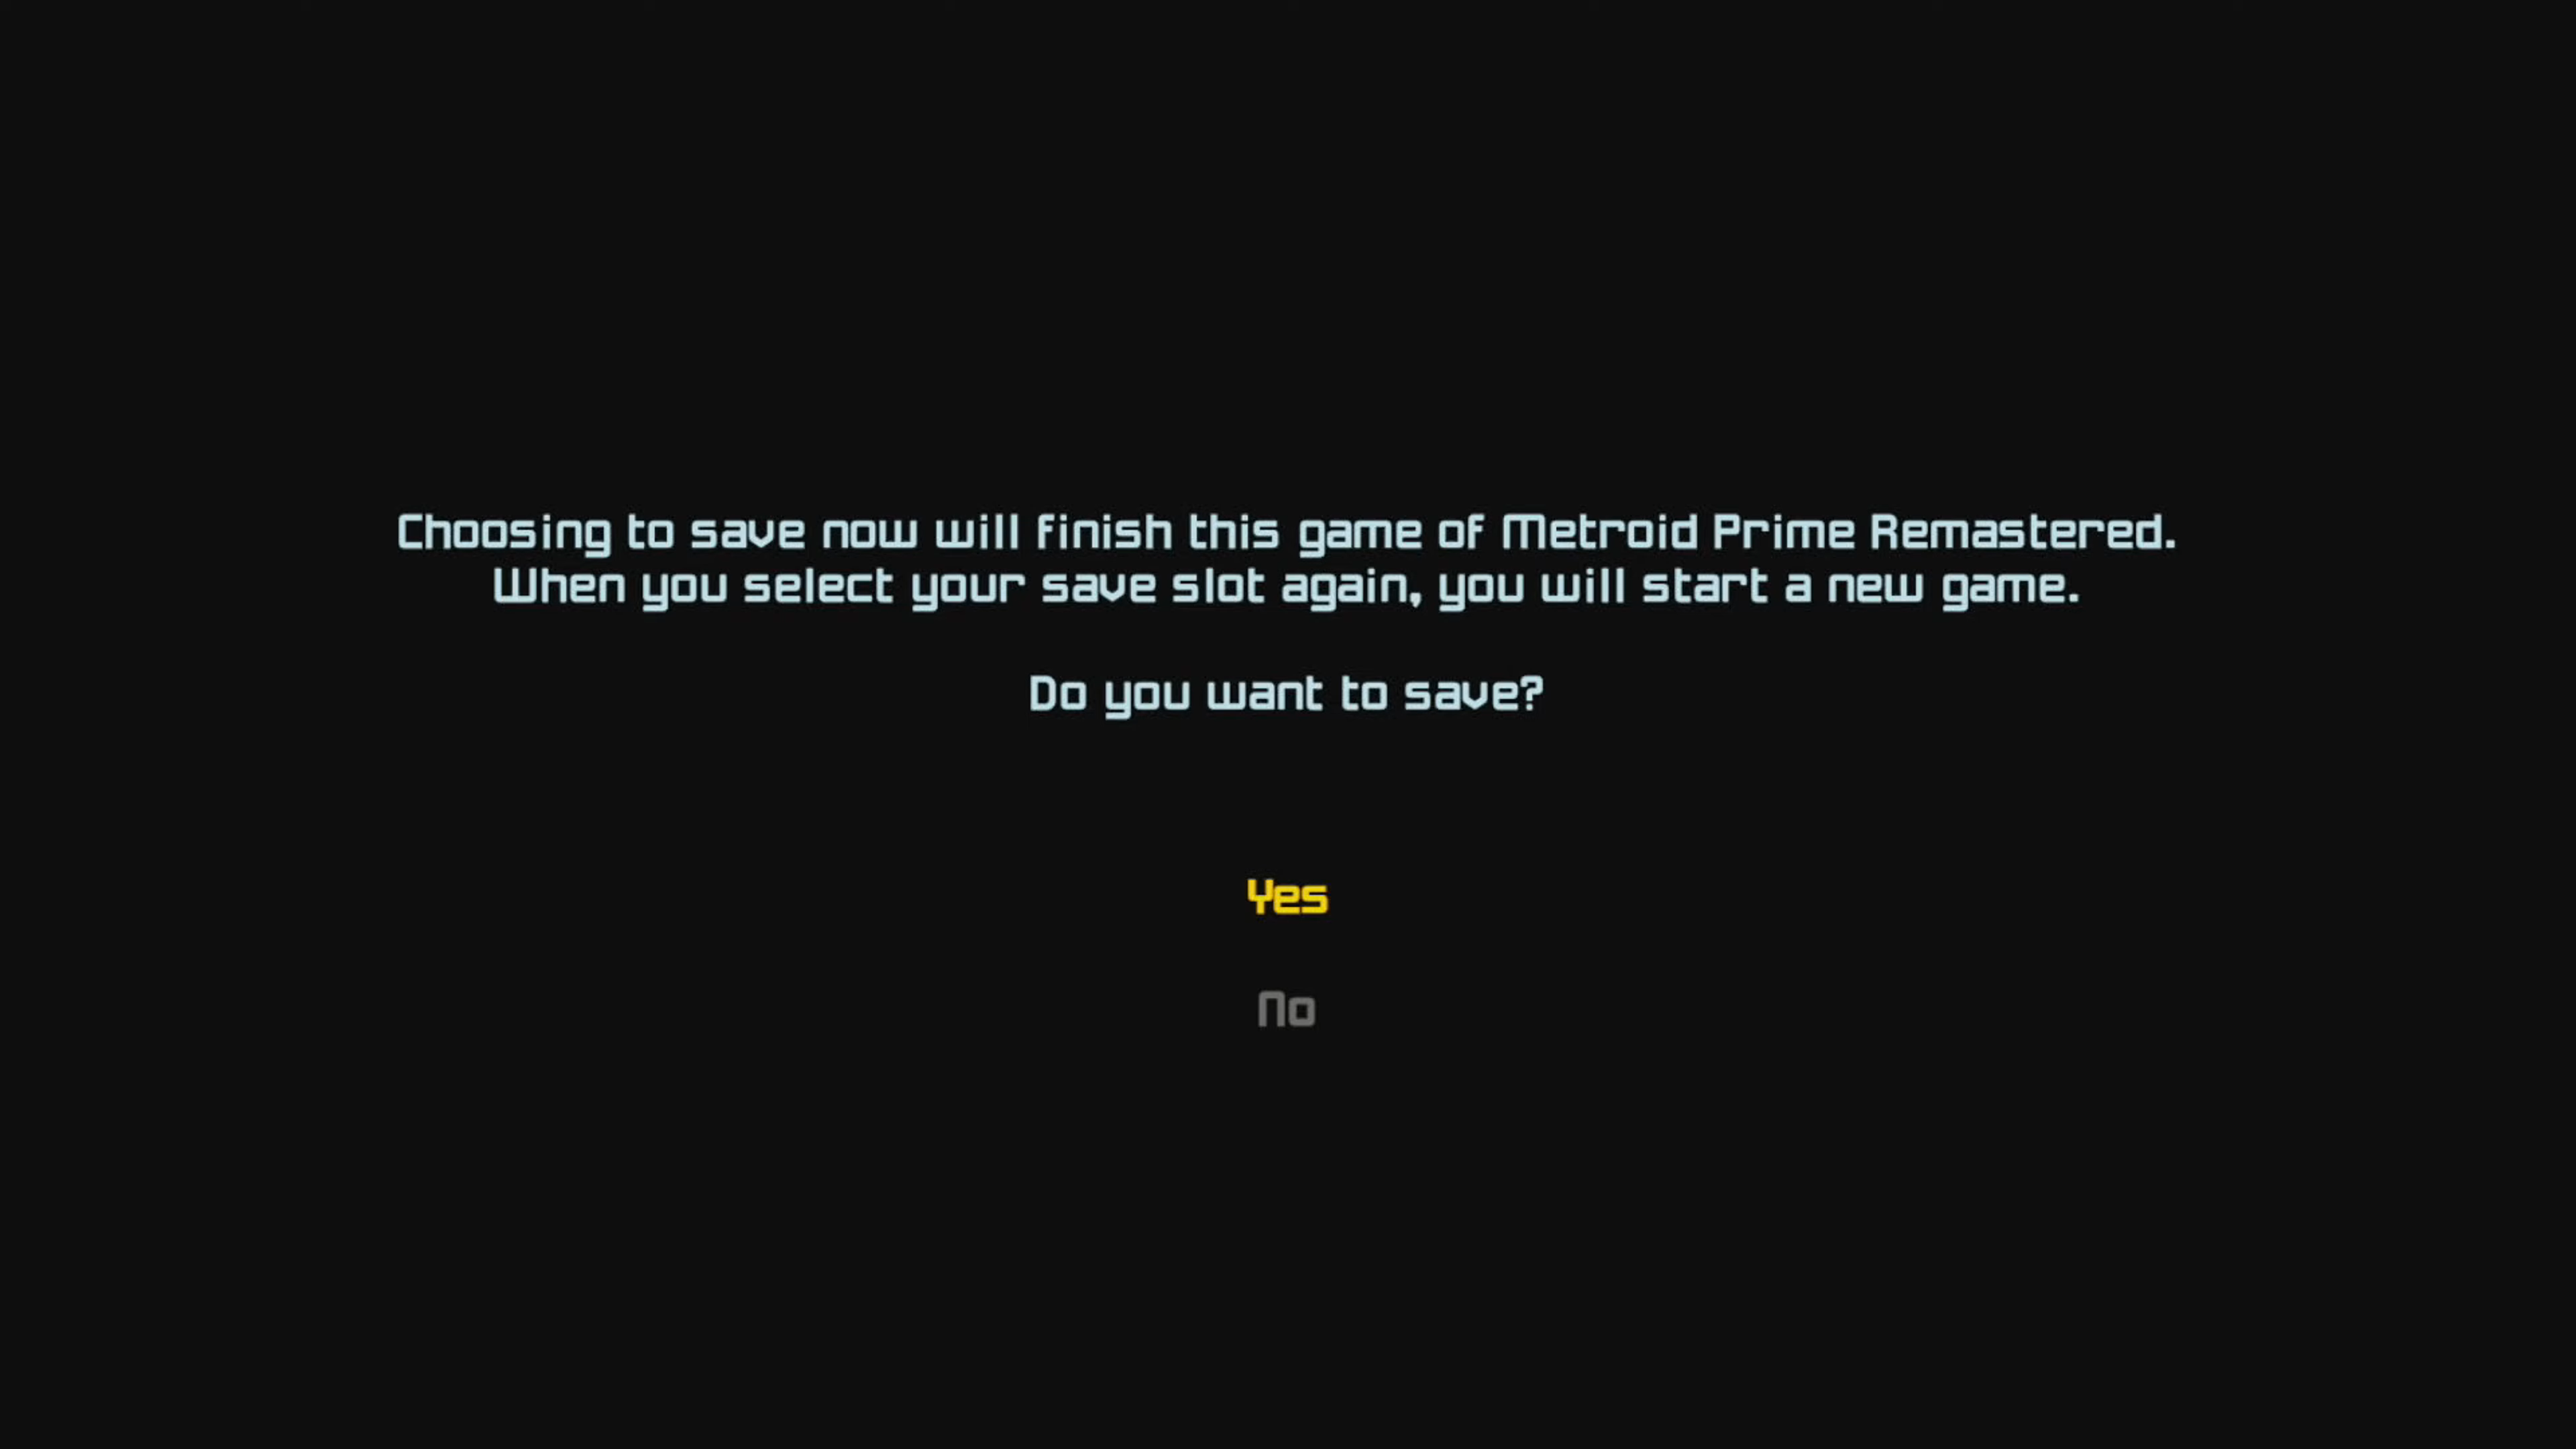 Choosing to save now will finish this game of Metroid Prime Remastered.
When you select your save slot again, you will start a new game.
Do you want to save?
Yes
No